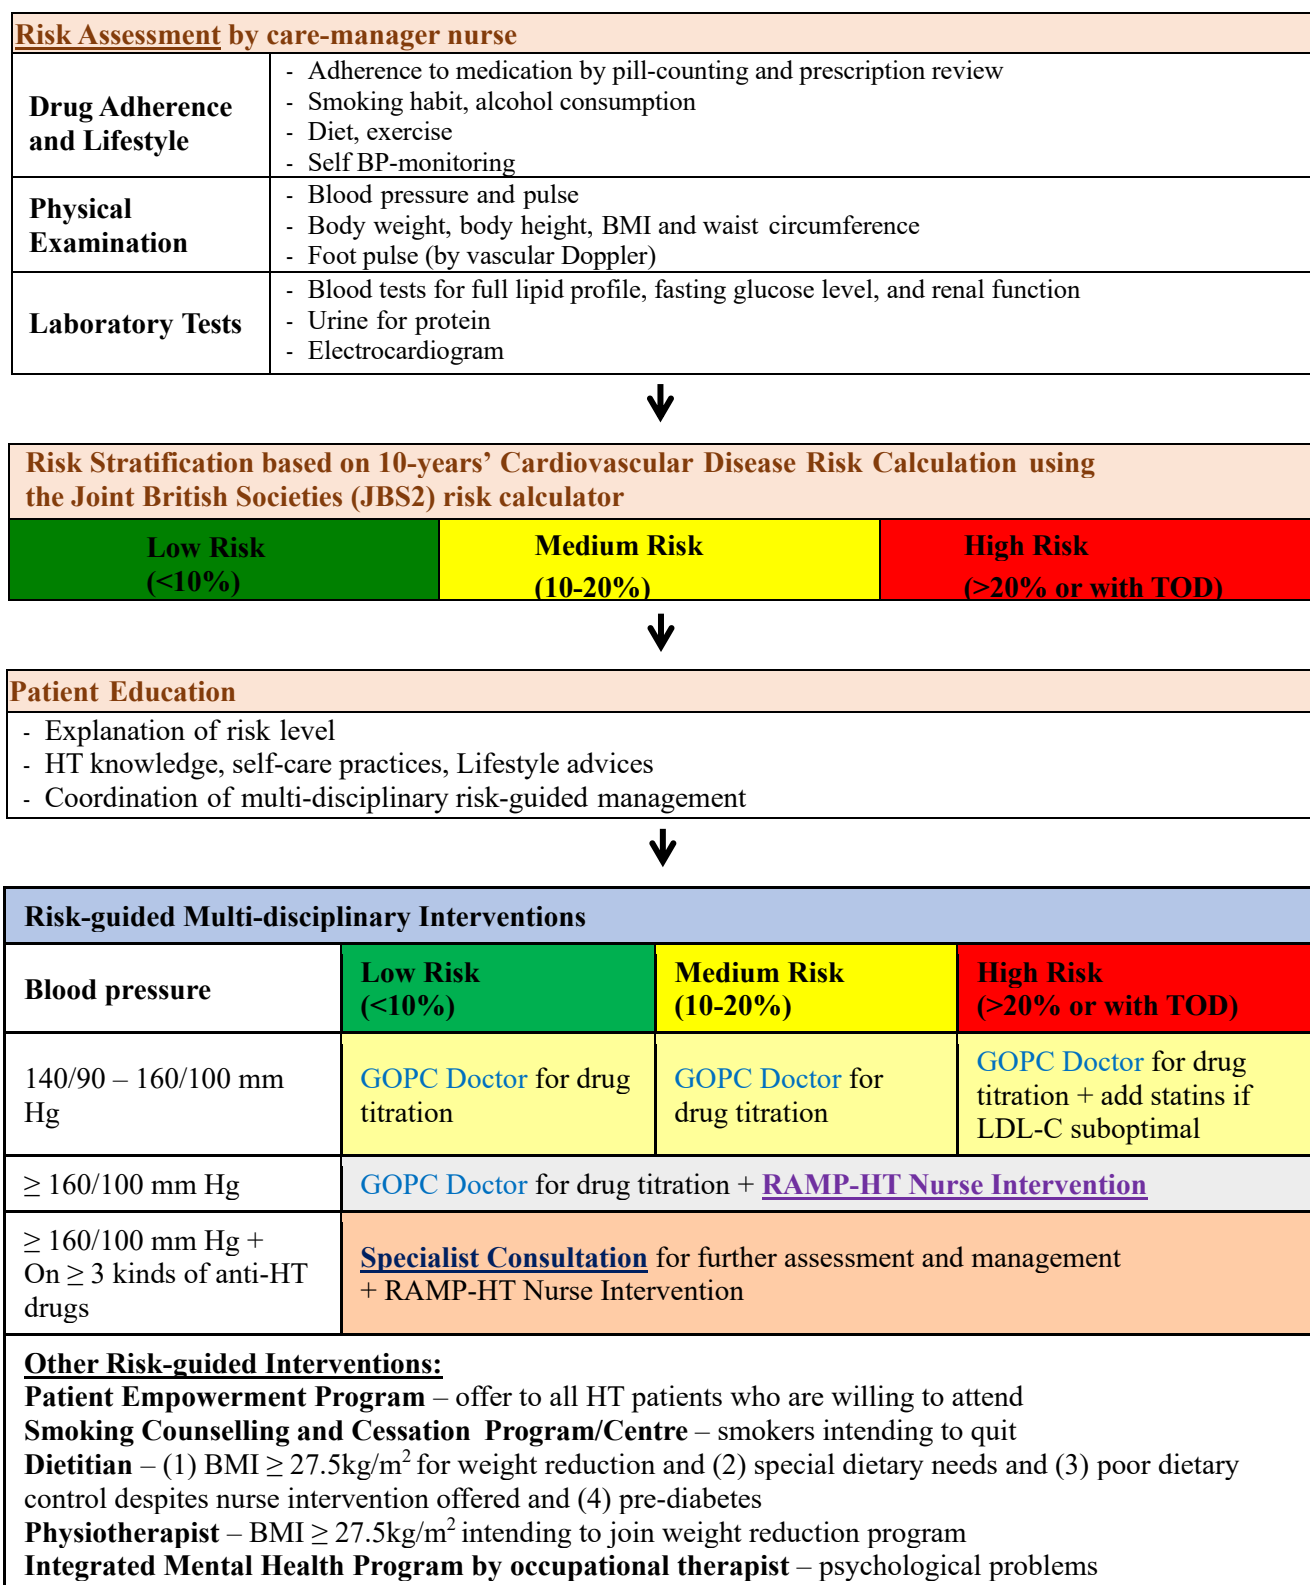 Risk Assessment by care-manager nurse
Drug Adherence
and Lifestyle
- Adherence to medication by pill-counting and prescription review
- Smoking habit, alcohol consumption
- Diet, exercise
- Self BP-monitoring
Physical
Examination
- Blood pressure and pulse
- Body weight, body height, BMI and waist circumference
- Foot pulse (by vascular Doppler)
Laboratory Tests
- Blood tests for full lipid profile, fasting glucose level, and renal function
- Urine for protein
- Electrocardiogram
Risk Stratification based on 10-years’ Cardiovascular Disease Risk Calculation using
the Joint British Societies (JBS2) risk calculator
Low Risk
(<10%)
Medium Risk
(10-20%)
High Risk
(>20% or with TOD)
Patient Education
- Explanation of risk level
- HT knowledge, self-care practices, Lifestyle advices
- Coordination of multi-disciplinary risk-guided management
Risk-guided Multi-disciplinary Interventions
Blood pressure
Low Risk
(<10%)
Medium Risk
(10-20%)
High Risk
(>20% or with TOD)
140/90 – 160/100 mm
Hg
GOPC Doctor for drug
titration
GOPC Doctor for
drug titration
GOPC Doctor for drug
titration + add statins if
LDL-C suboptimal
≥ 160/100 mm Hg
GOPC Doctor for drug titration + RAMP-HT Nurse Intervention
≥ 160/100 mm Hg +
On ≥ 3 kinds of anti-HT
drugs
Specialist Consultation for further assessment and management
+ RAMP-HT Nurse Intervention
Other Risk-guided Interventions:
Patient Empowerment Program – offer to all HT patients who are willing to attend
Smoking Counselling and Cessation Program/Centre – smokers intending to quit
Dietitian – (1) BMI ≥ 27.5kg/m² for weight reduction and (2) special dietary needs and (3) poor dietary
control despites nurse intervention offered and (4) pre-diabetes
Physiotherapist – BMI ≥ 27.5kg/m² intending to join weight reduction program
Integrated Mental Health Program by occupational therapist – psychological problems